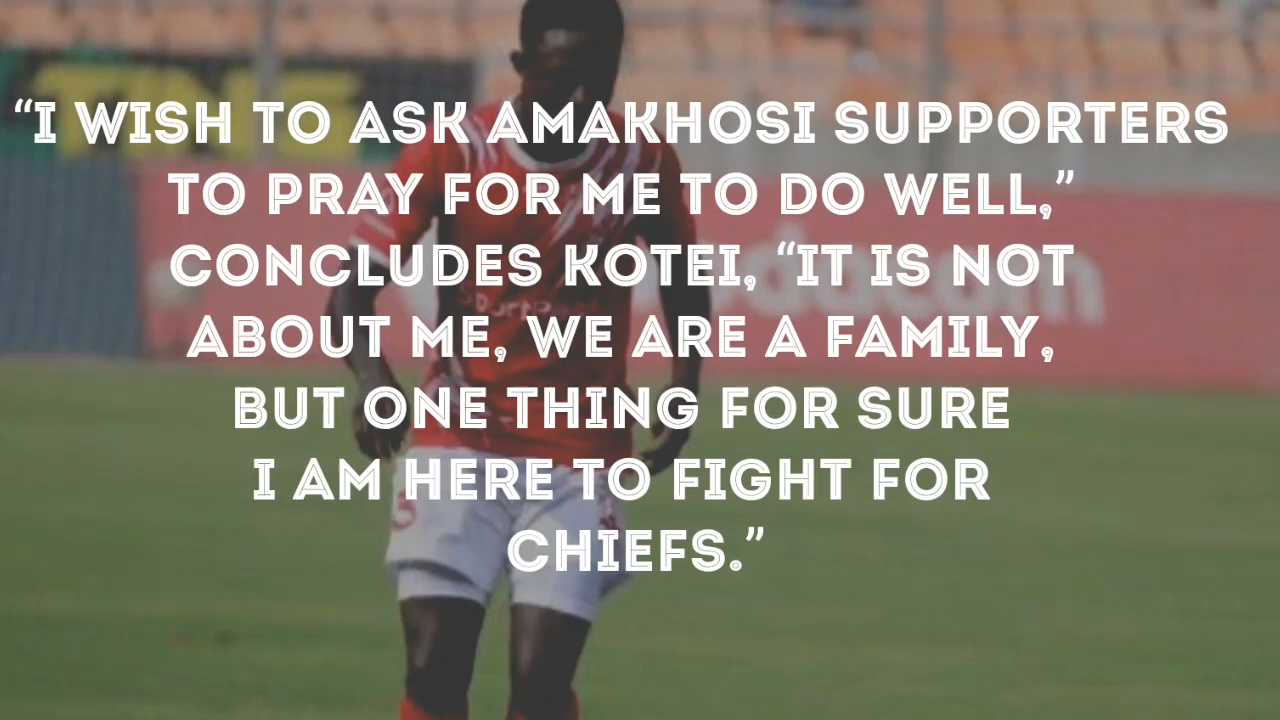 “I WISH TO ASK AMAKHOSI SUPPORTERS
TO PRAY FOR ME TO DO WELL,”
CONCLUDES KOTEI, “IT IS NOT
ABOUT ME, WE ARE A FAMILY,
BUT ONE THING FOR SURE
I AM HERE TO FIGHT FOR
CHIEFS.”